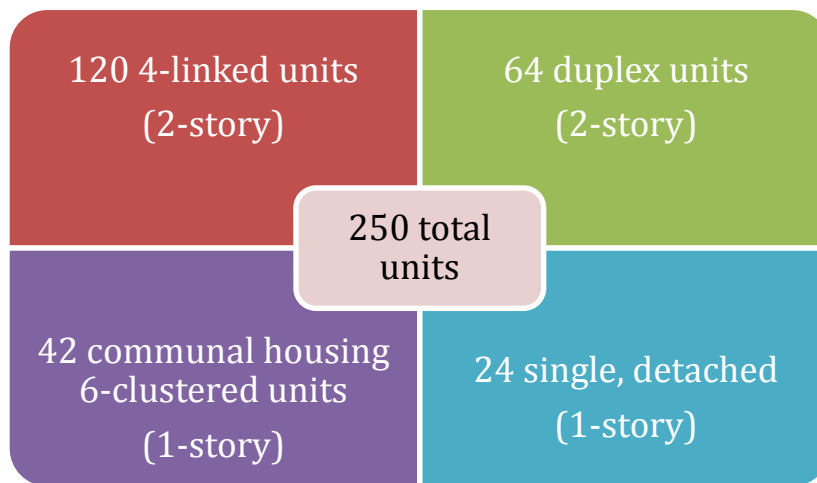 120 4-linked units
(2-story)
64 duplex units
(2-story)
250 total
units
42 communal housing
6-clustered units
(1-story)
24 single, detached
(1-story)